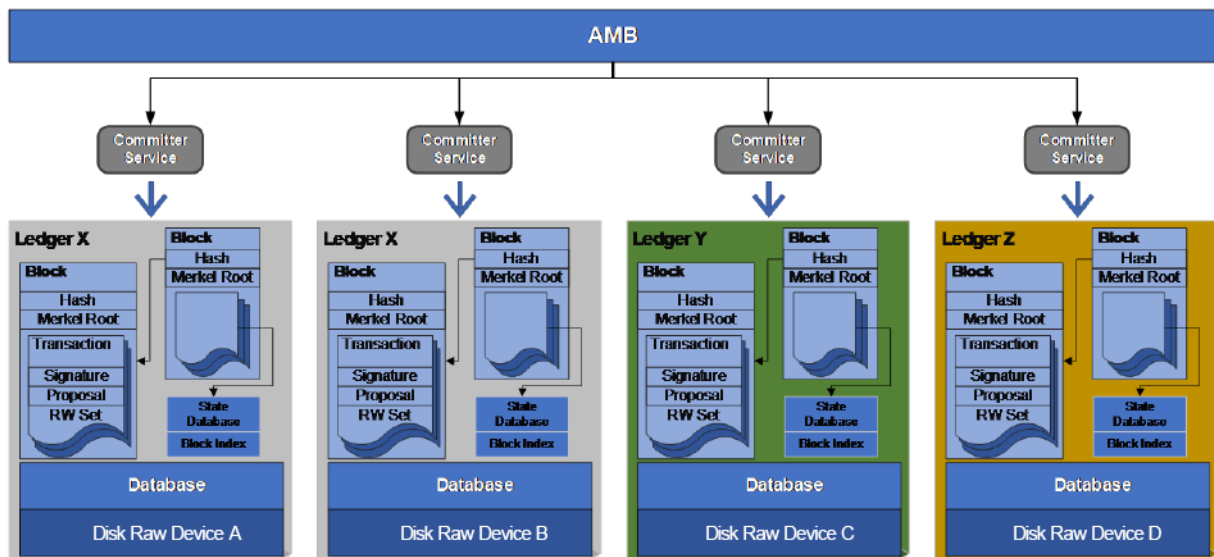 AMB
Committer
Service
Committer
Service
Committer
Service
Committer
Service
Ledger X
Block
Hash
Merkel Root
Block
Hash
Merkel Root
Transaction
Signature
Proposal
RW Set
State
Database
Block Index
Database
Disk Raw Device A
Ledger X
Block
Hash
Merkel Root
Block
Hash
Merkel Root
Transaction
Signature
Proposal
RW Set
State
Database
Block Index
Database
Disk Raw Device B
Ledger Y
Block
Hash
Merkel Root
Block
Hash
Merkel Root
Transaction
Signature
Proposal
RW Set
State
Database
Block Index
Database
Disk Raw Device C
Ledger Z
Block
Hash
Merkel Root
Block
Hash
Merkel Root
Transaction
Signature
Proposal
RW Set
State
Database
Block Index
Database
Disk Raw Device D